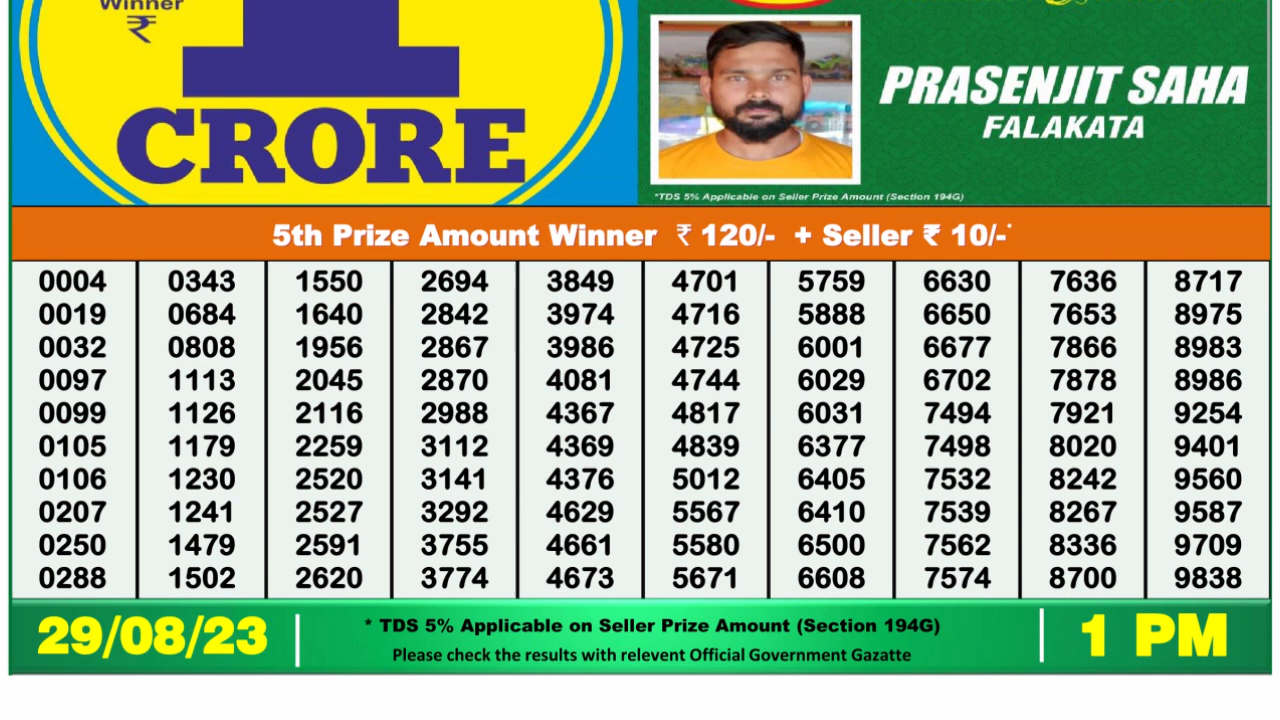 Winner
₹
1
CRORE
PRASENJIT SAHA
FALAKATA
*TDS 5% Applicable on Seller Prize Amount (Section 194G)
5th Prize Amount Winner ₹ 120/- + Seller ₹ 10/-*
0004 0343 1550 2694 3849 4701 5759 6630 7636 8717
0019 0684 1640 2842 3974 4716 5888 6650 7653 8975
0032 0808 1956 2867 3986 4725 6001 6677 7866 8983
0097 1113 2045 2870 4081 4744 6029 6702 7878 8986
0099 1126 2116 2988 4367 4817 6031 7494 7921 9254
0105 1179 2259 3112 4369 4839 6377 7498 8020 9401
0106 1230 2520 3141 4376 5012 6405 7532 8242 9560
0207 1241 2527 3292 4629 5567 6410 7539 8267 9587
0250 1479 2591 3755 4661 5580 6500 7562 8336 9709
0288 1502 2620 3774 4673 5671 6608 7574 8700 9838
29/08/23
* TDS 5% Applicable on Seller Prize Amount (Section 194G)
Please check the results with relevent Official Government Gazatte
1 PM